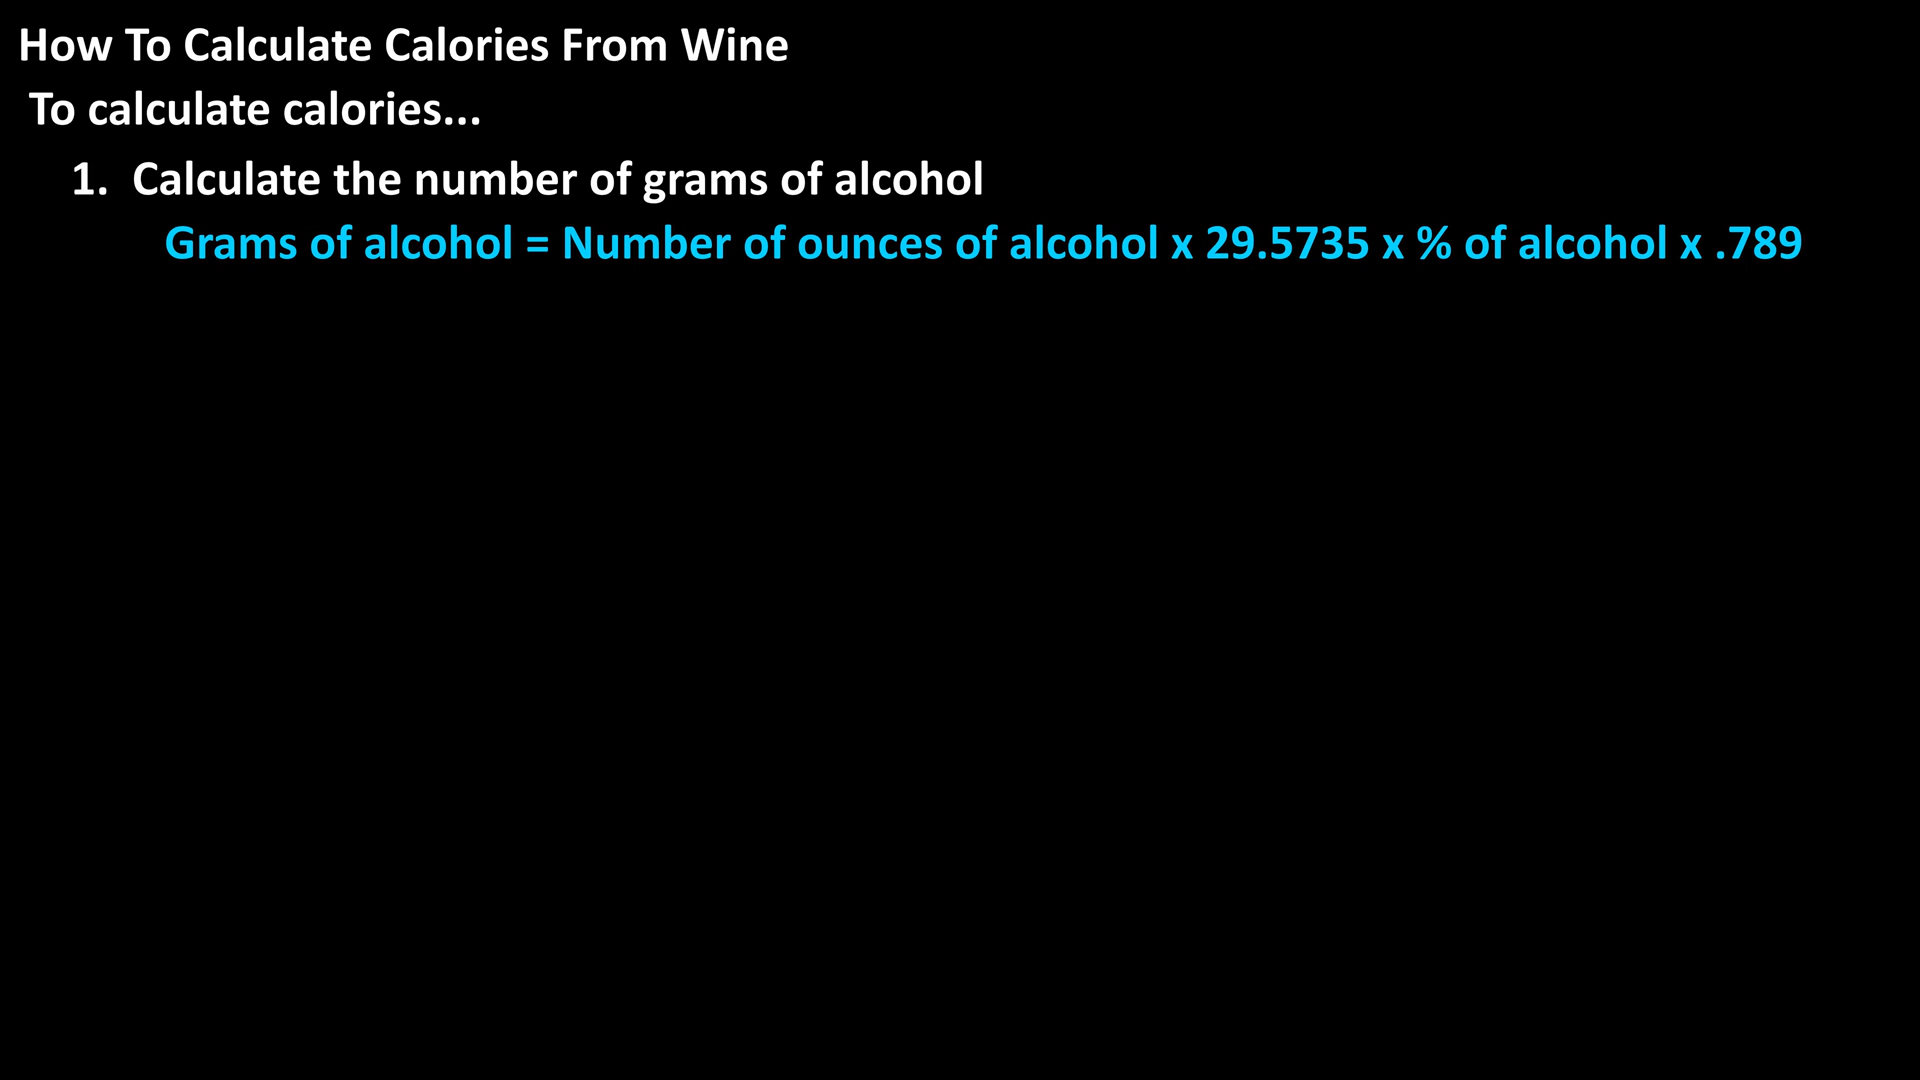 How To Calculate Calories From Wine
To calculate calories...
1. Calculate the number of grams of alcohol
Grams of alcohol = Number of ounces of alcohol x 29.5735 x % of alcohol x .789